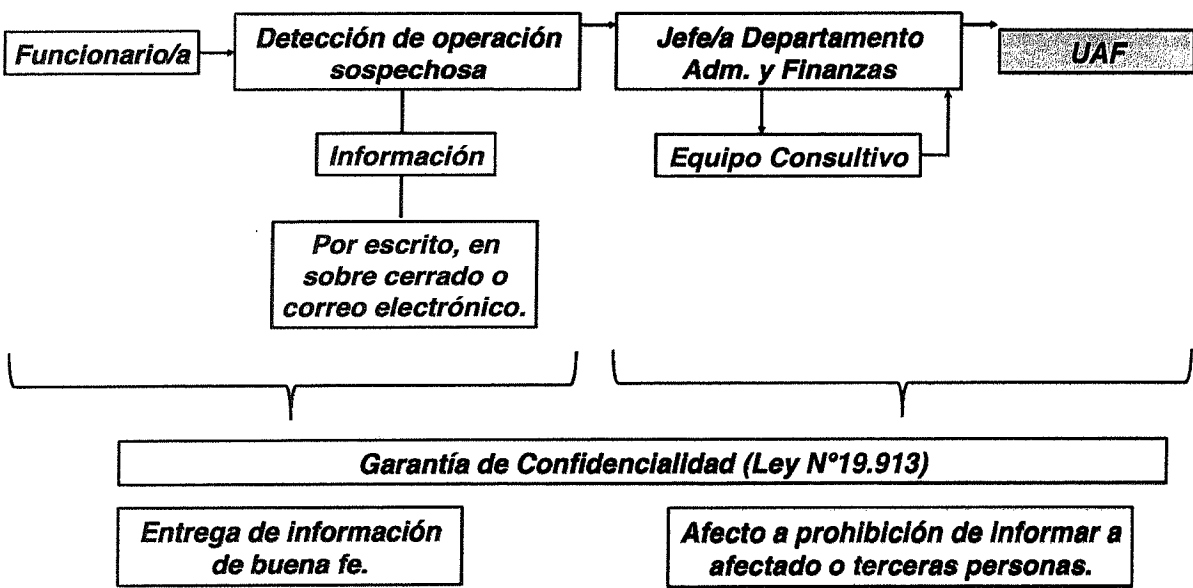 Funcionario/a
Detección de operación
sospechosa
Jefe/a Departamento
Adm. y Finanzas
UAF
Información
Equipo Consultivo
Por escrito, en
sobre cerrado o
correo electrónico.
Garantía de Confidencialidad (Ley N°19.913)
Entrega de información
de buena fe.
Afecto a prohibición de informar a
afectado o terceras personas.